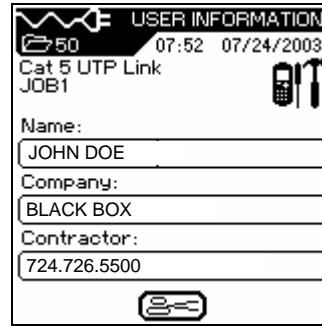 USER INFORMATION
50 07:52 07/24/2003
Cat 5 UTP Link
JOB1
Name:
JOHN DOE
Company:
BLACK BOX
Contractor:
724.726.5500